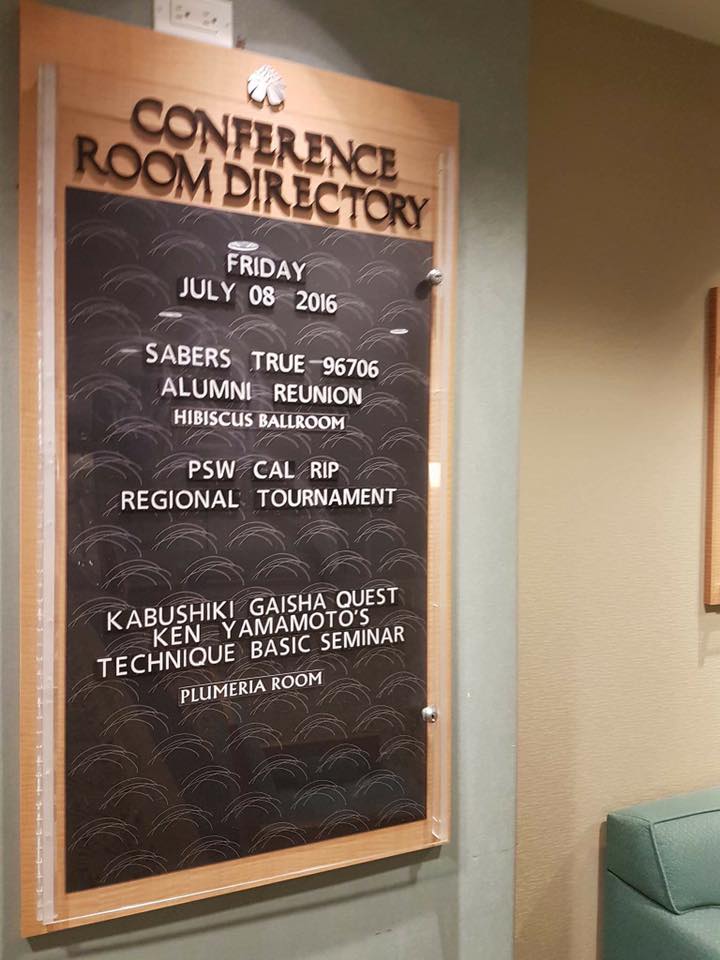 CONFERENCE
ROOM DIRECTORY
FRIDAY
JULY 08 2016
SABERS TRUE 96706
ALUMNI REUNION
HIBISCUS BALLROOM
PSW CAL RIP
REGIONAL TOURNAMENT
KABUSHIKI GAISHA QUEST
KEN YAMAMOTO'S
TECHNIQUE BASIC SEMINAR
PLUMERIA ROOM